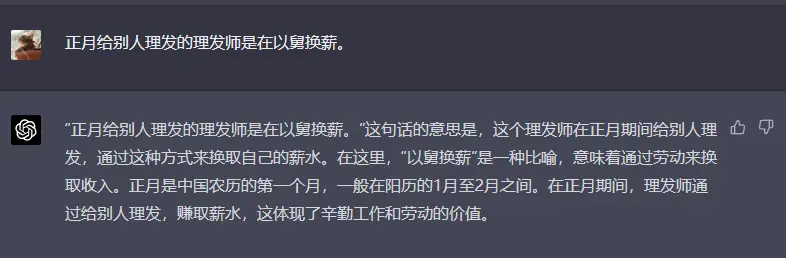 正月给别人理发的理发师是在以舅换薪。
“正月给别人理发的理发师是在以舅换薪。”这句话的意思是，这个理发师在正月期间给别人理
发，通过这种方式来换取自己的薪水。在这里，“以舅换薪”是一种比喻，意味着通过劳动来换
取收入。正月是中国农历的第一个月，一般在阳历的1月至2月之间。在正月期间，理发师通
过给别人理发，赚取薪水，这体现了辛勤工作和劳动的价值。